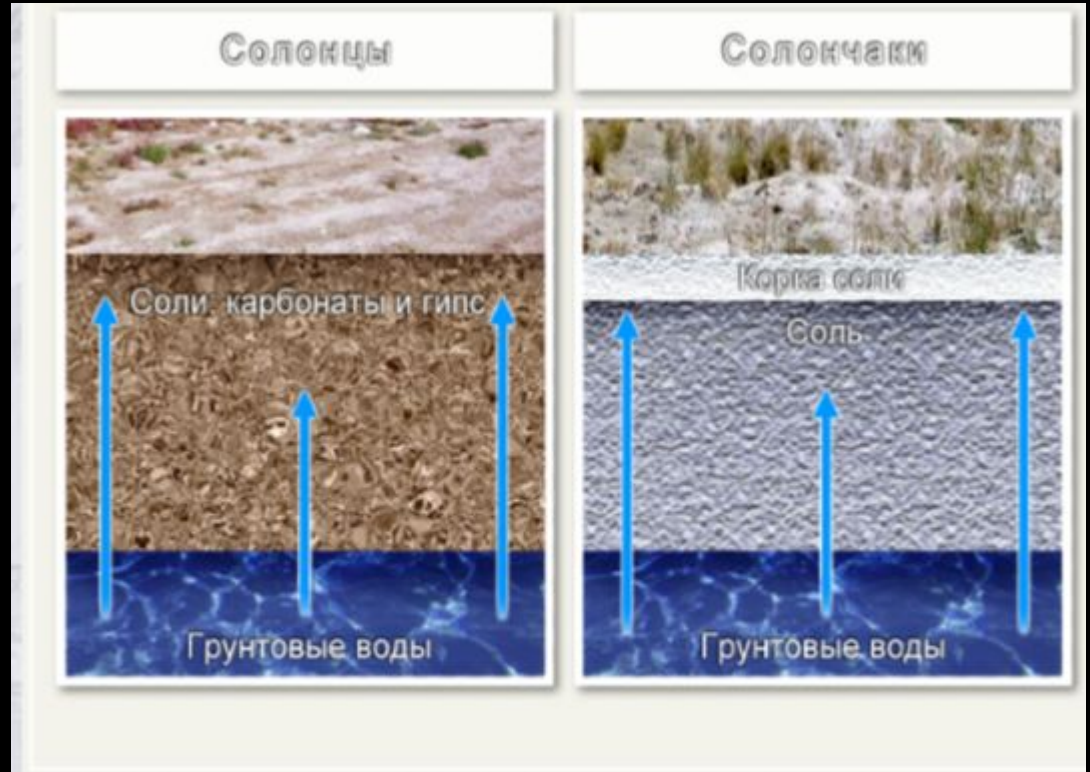 Солонцы
Солончаки
Соли: карбонаты и гипс
Грунтовые воды
Корка соли
Соль
Грунтовые воды